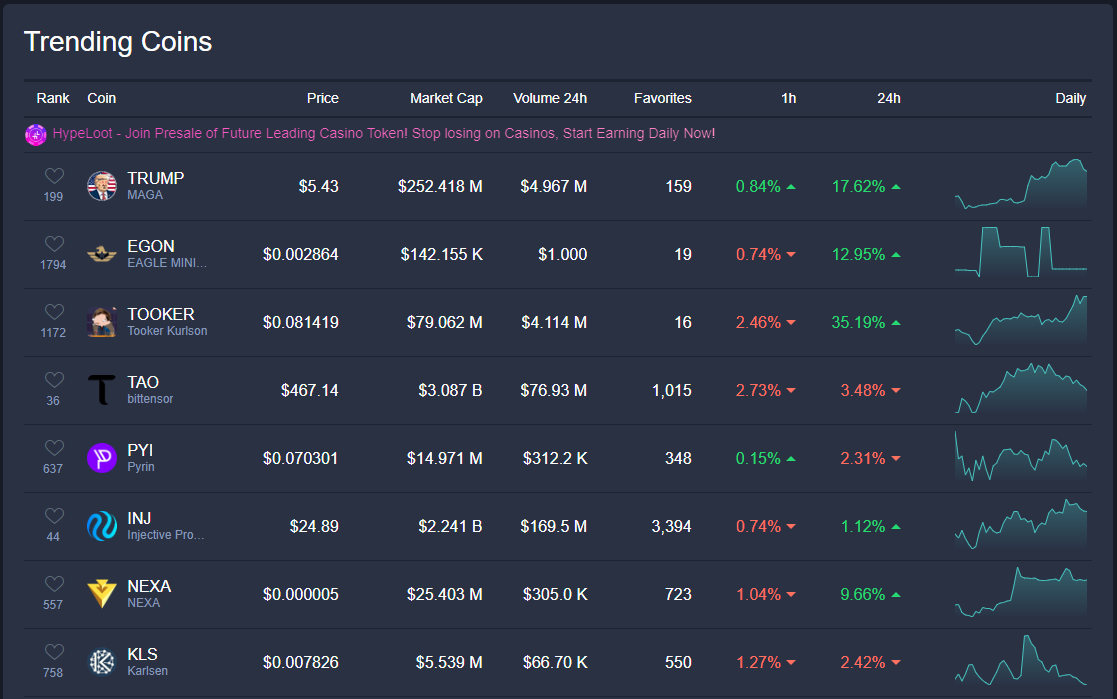 Trending Coins
Rank Coin Price Market Cap Volume 24h Favorites 1h 24h Daily
HypeLoot - Join Presale of Future Leading Casino Token! Stop losing on Casinos, Start Earning Daily Now!
TRUMP
199 MAGA $5.43 $252.418 M $4.967 M 159 0.84% 17.62%
EGON
1794 EAGLE MINI... $0.002864 $142.155 K $1.000 19 0.74% 12.95%
TOOKER
1172 Tooker Kurlson $0.081419 $79.062 M $4.114 M 16 2.46% 35.19%
TAO
36 bittensor $467.14 $3.087 B $76.93 M 1,015 2.73% 3.48%
PYI
637 Pyrin $0.070301 $14.971 M $312.2 K 348 0.15% 2.31%
INJ
44 Injective Pro... $24.89 $2.241 B $169.5 M 3,394 0.74% 1.12%
NEXA
557 NEXA $0.000005 $25.403 M $305.0 K 723 1.04% 9.66%
KLS
758 Karlsen $0.007826 $5.539 M $66.70 K 550 1.27% 2.42%